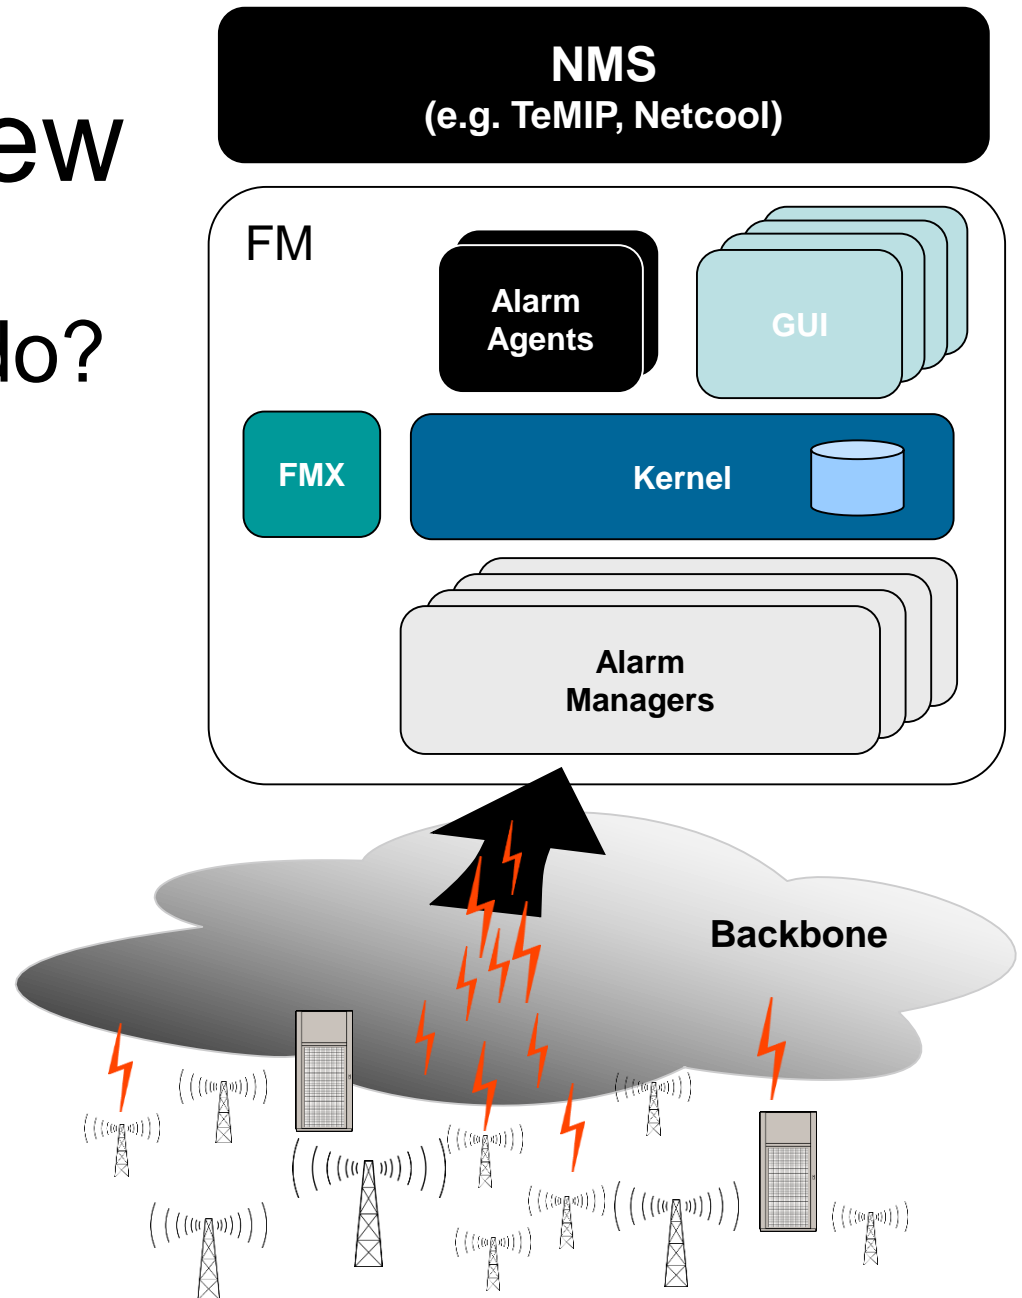 ew
do?
NMS
(e.g. TeMIP, Netcool)
FM
Alarm
Agents
GUI
FMX
Kernel
Alarm
Managers
Backbone